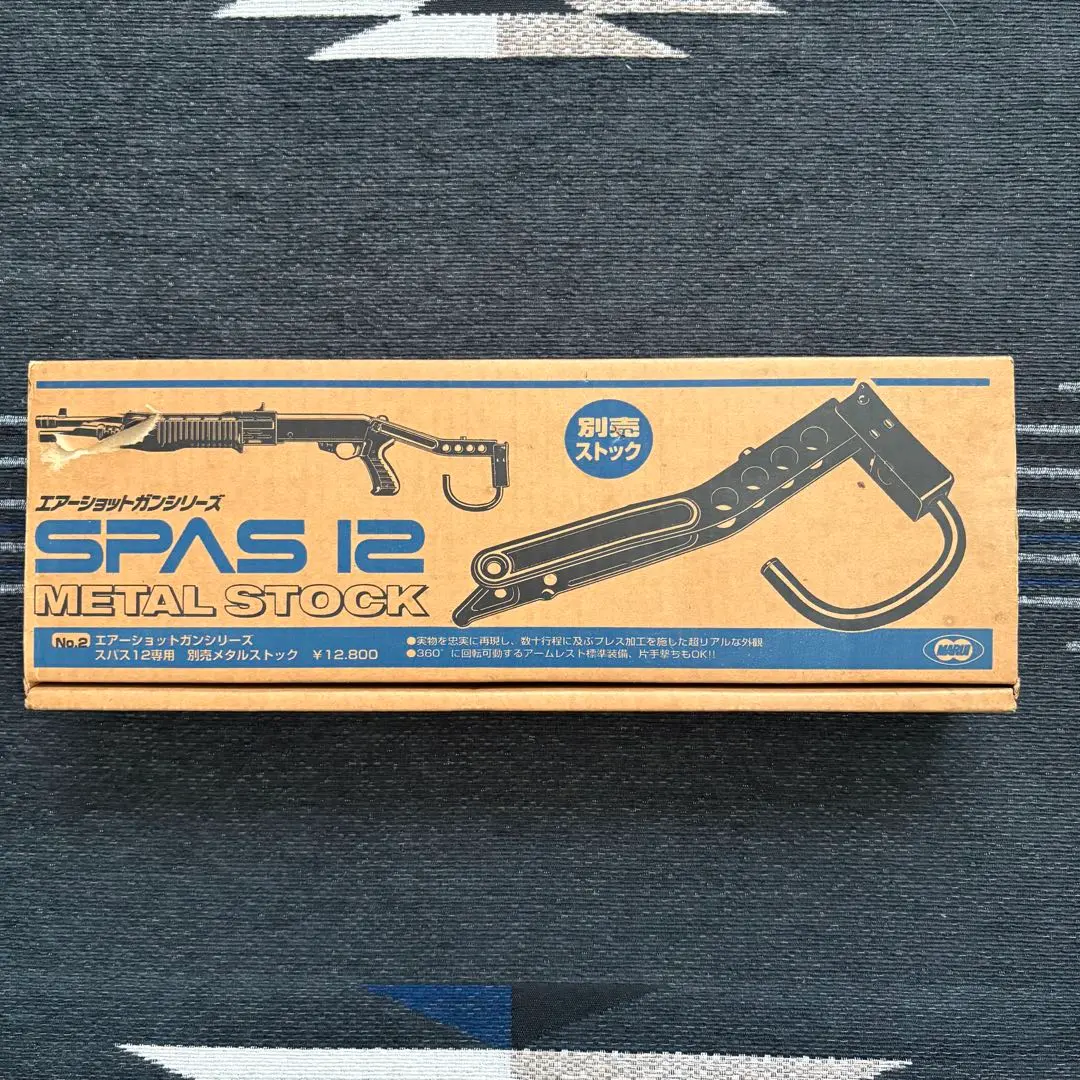 別売
ストック
エアーショットガンシリーズ
SPAS 12
METAL STOCK
No.2 エアーショットガンシリーズ
スパス12専用 別売メタルストック ¥12.800
●実物を忠実に再現し、数十行程に及ぶプレス加工を施した超リアルな外観
●360°に回転可動するアームレスト標準装備、片手撃ちもOK!!
MARUI